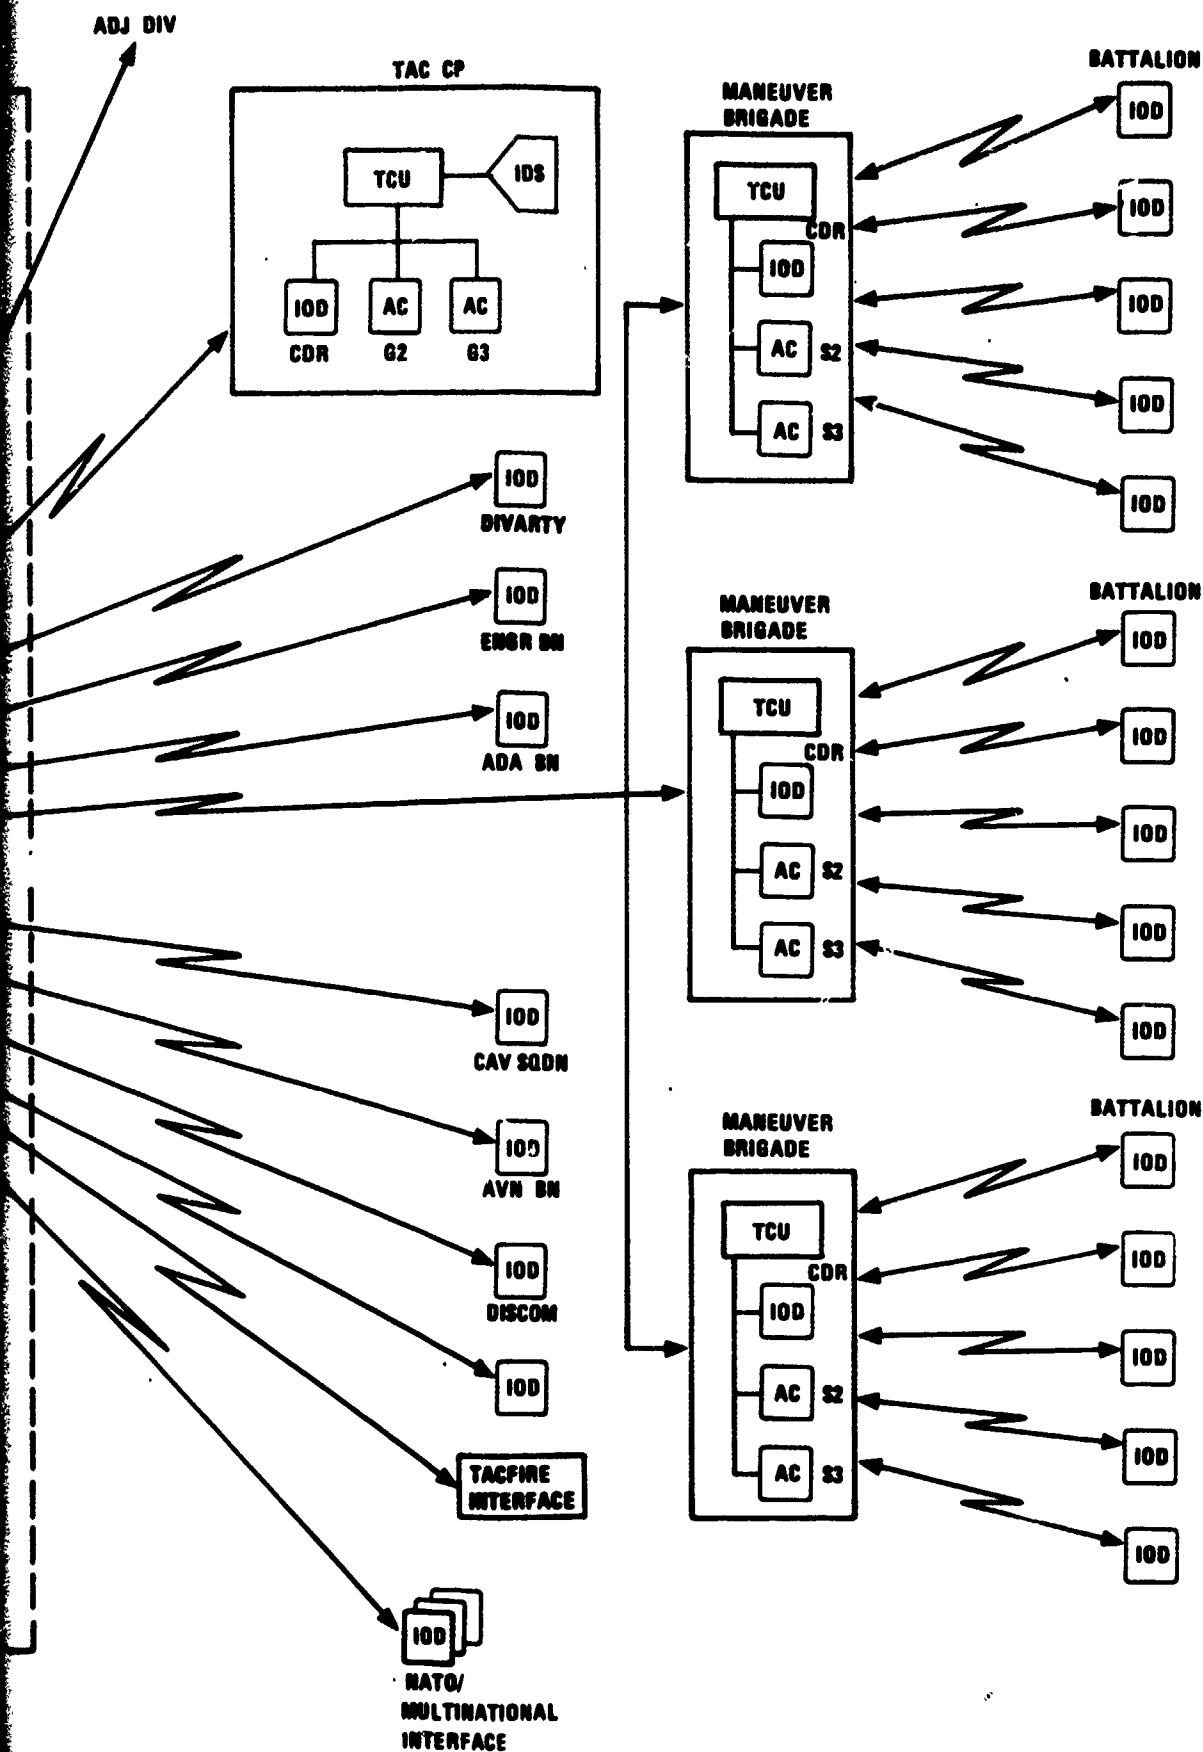 ADJ DIV
TAC CP
TCU
IDS
IOD
AC
AC
CDR
G2
G3
IOD
DIVARTY
IOD
ENGR BN
IOD
ADA BN
IOD
CAV SQDN
IOD
AVN BN
IOD
DISCOM
IOD
TACFIRE
INTERFACE
IOD
NATO/
MULTINATIONAL
INTERFACE
MANEUVER
BRIGADE
TCU
CDR
IOD
AC S2
AC S3
BATTALION
IOD
IOD
IOD
IOD
IOD
MANEUVER
BRIGADE
TCU
CDR
IOD
AC S2
AC S3
BATTALION
IOD
IOD
IOD
IOD
IOD
MANEUVER
BRIGADE
TCU
CDR
IOD
AC S2
AC S3
BATTALION
IOD
IOD
IOD
IOD
IOD